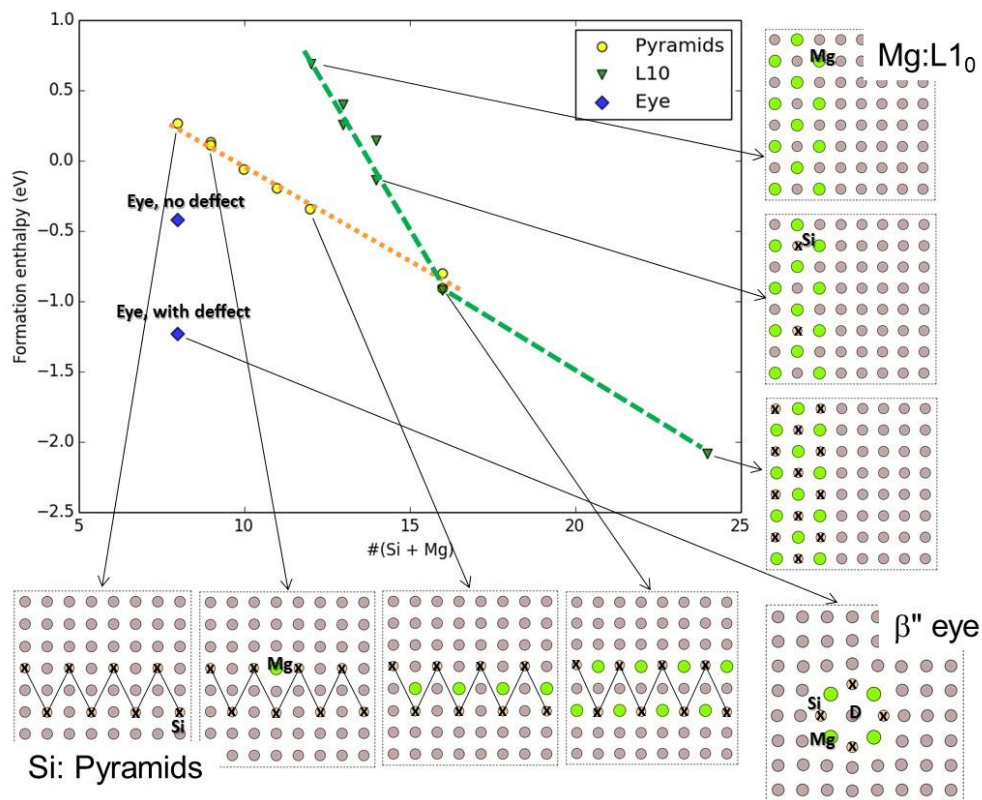 1.0
0.5
0.0
−0.5
−1.0
−1.5
−2.0
−2.5
Formation enthalpy (eV)
5
10
15
20
25
#(Si + Mg)
Pyramids
L10
Eye
Eye, no deffect
Eye, with deffect
Mg
Mg:L1₀
Si
Mg
Si
Si: Pyramids
β" eye
Si
D
Mg